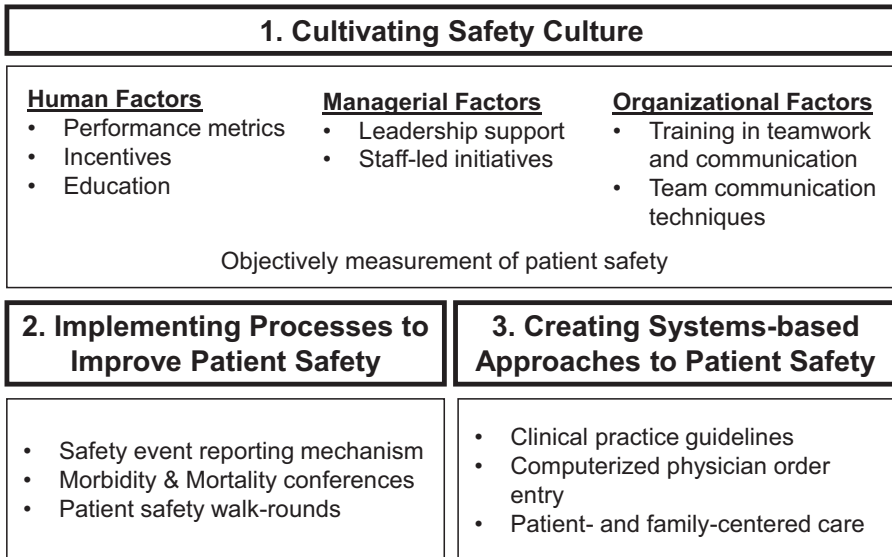 1. Cultivating Safety Culture
Human Factors
• Performance metrics
• Incentives
• Education
Managerial Factors
• Leadership support
• Staff-led initiatives
Organizational Factors
• Training in teamwork
and communication
• Team communication
techniques
Objectively measurement of patient safety
2. Implementing Processes to
Improve Patient Safety
• Safety event reporting mechanism
• Morbidity & Mortality conferences
• Patient safety walk-rounds
3. Creating Systems-based
Approaches to Patient Safety
• Clinical practice guidelines
• Computerized physician order
entry
• Patient- and family-centered care